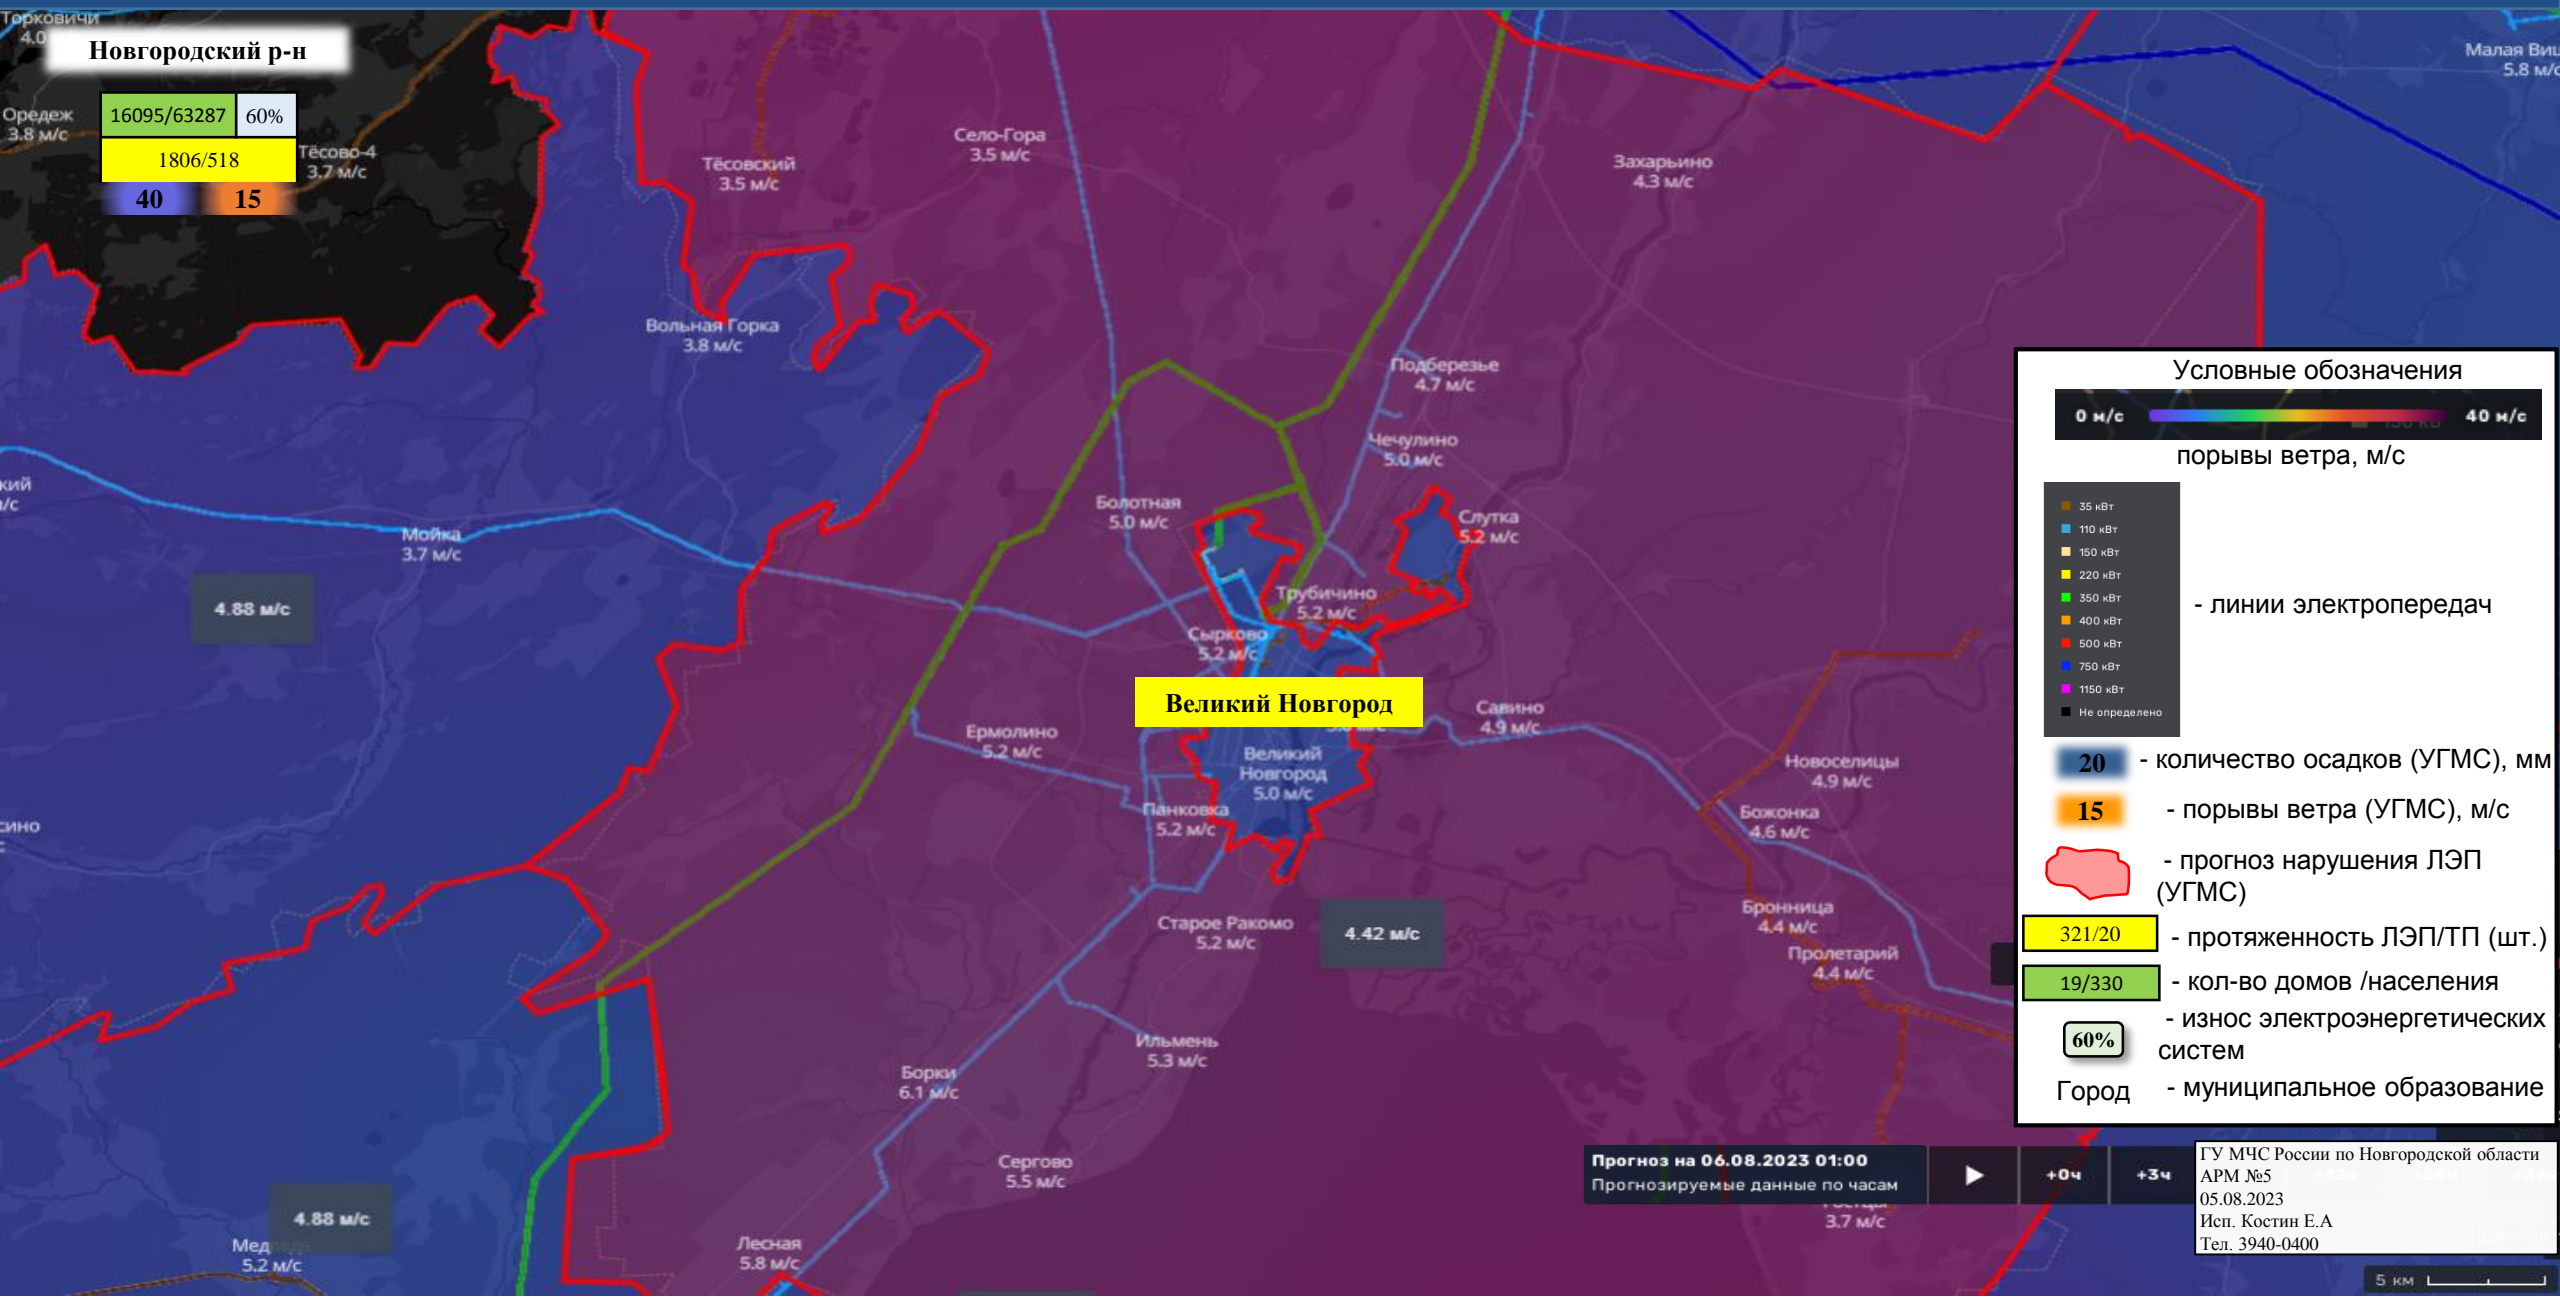 Торковичи
4.0
Новгородский р-н
Оредеж
3.8 м/с
16095/63287 60%
1806/518
40 15
Тёсово-4
3.7 м/с
Тёсовский
3.5 м/с
Село-Гора
3.5 м/с
Захарьино
4.3 м/с
Малая Виш
5.8 м/с
Вольная Горка
3.8 м/с
Подберезье
4.7 м/с
Чечулино
5.0 м/с
Болотная
5.0 м/с
Слутка
5.2 м/с
кий
м/с
Мойка
3.7 м/с
4.88 м/с
Трубичино
5.2 м/с
Сырково
5.2 м/с
Великий Новгород
Савино
4.9 м/с
Ермолино
5.2 м/с
Великий
Новгород
5.0 м/с
Новоселицы
4.9 м/с
Панковка
5.2 м/с
Божонка
4.6 м/с
сино
с
Бронница
4.4 м/с
Старое Ракомо
5.2 м/с
4.42 м/с
Пролетарий
4.4 м/с
Ильмень
5.3 м/с
Борки
6.1 м/с
Сергово
5.5 м/с
4.88 м/с
Мед
5.2 м/с
Лесная
5.8 м/с
3.7 м/с
Условные обозначения
0 м/с 40 м/с
порывы ветра, м/с
35 кВт
110 кВт
150 кВт
220 кВт
350 кВт
400 кВт
500 кВт
750 кВт
1150 кВт
Не определено
- линии электропередач
20 - количество осадков (УГМС), мм
15 - порывы ветра (УГМС), м/с
- прогноз нарушения ЛЭП
(УГМС)
321/20 - протяженность ЛЭП/ТП (шт.)
19/330 - кол-во домов /населения
60% - износ электроэнергетических
систем
Город - муниципальное образование
Прогноз на 06.08.2023 01:00
Прогнозируемые данные по часам
+0ч +3ч
ГУ МЧС России по Новгородской области
АРМ №5
05.08.2023
Исп. Костин Е.А
Тел. 3940-0400
5 км